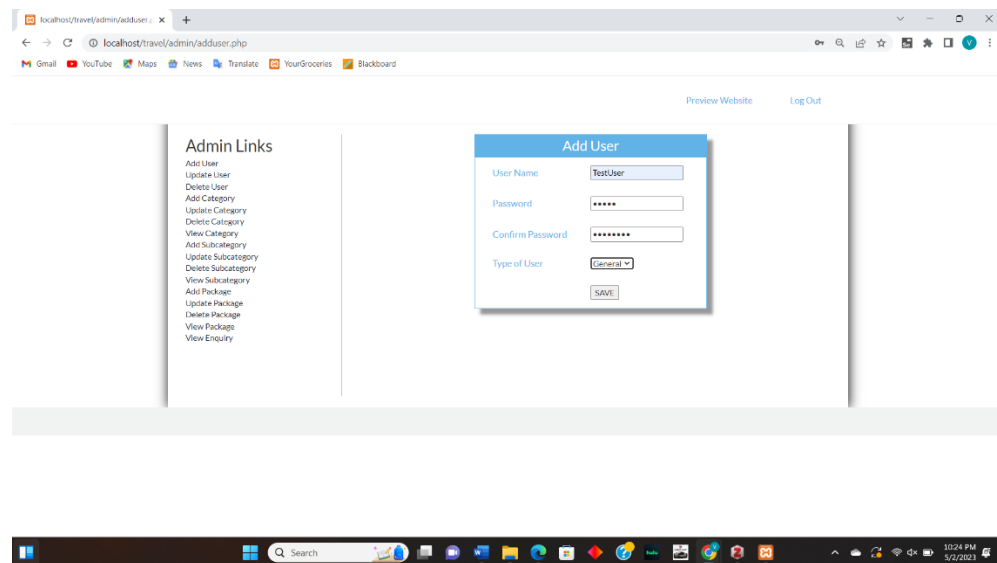 localhost/travel/admin/adduser.p
localhost/travel/admin/adduser.php
V
Gmail YouTube Maps News Translate YourGroceries Blackboard
Preview Website Log Out
Admin Links
Add User
Update User
Delete User
Add Category
Update Category
Delete Category
View Category
Add Subcategory
Update Subcategory
Delete Subcategory
View Subcategory
Add Package
Update Package
Delete Package
View Package
View Enquiry
Add User
User Name TestUser
Password •••••
Confirm Password ••••••••
Type of User General
SAVE
Search
hulu
10:24 PM
5/2/2023